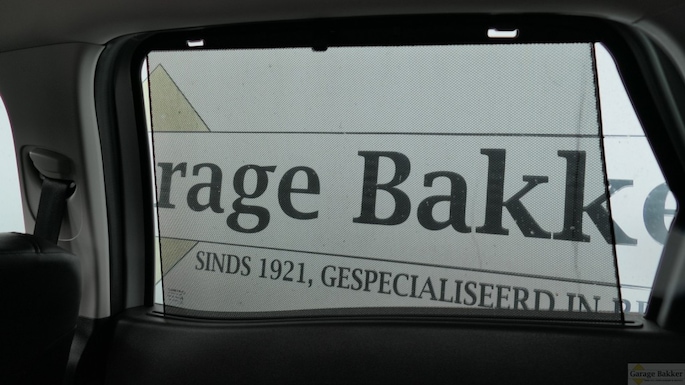 rage Bakke
SINDS 1921, GESPECIALISEERD IN
Garage Bakker